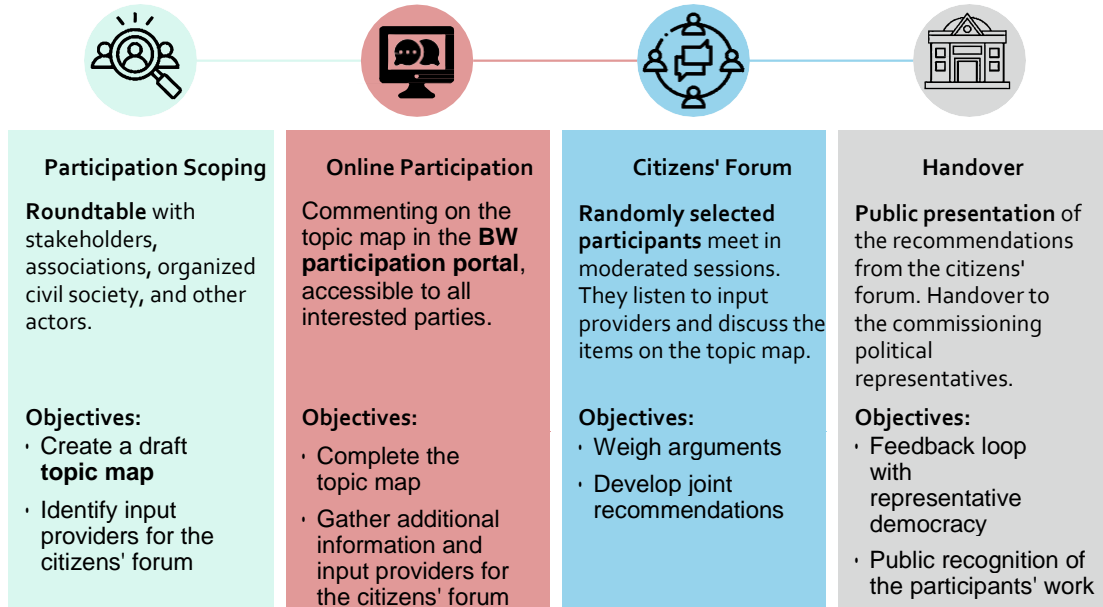 Participation Scoping
Roundtable with
stakeholders,
associations, organized
civil society, and other
actors.
Objectives:
· Create a draft
topic map
· Identify input
providers for the
citizens' forum
Online Participation
Commenting on the
topic map in the BW
participation portal,
accessible to all
interested parties.
Objectives:
· Complete the
topic map
· Gather additional
information and
input providers for
the citizens' forum
Citizens' Forum
Randomly selected
participants meet in
moderated sessions.
They listen to input
providers and discuss the
items on the topic map.
Objectives:
· Weigh arguments
· Develop joint
recommendations
Handover
Public presentation of
the recommendations
from the citizens'
forum. Handover to
the commissioning
political
representatives.
Objectives:
· Feedback loop
with
representative
democracy
· Public recognition of
the participants' work